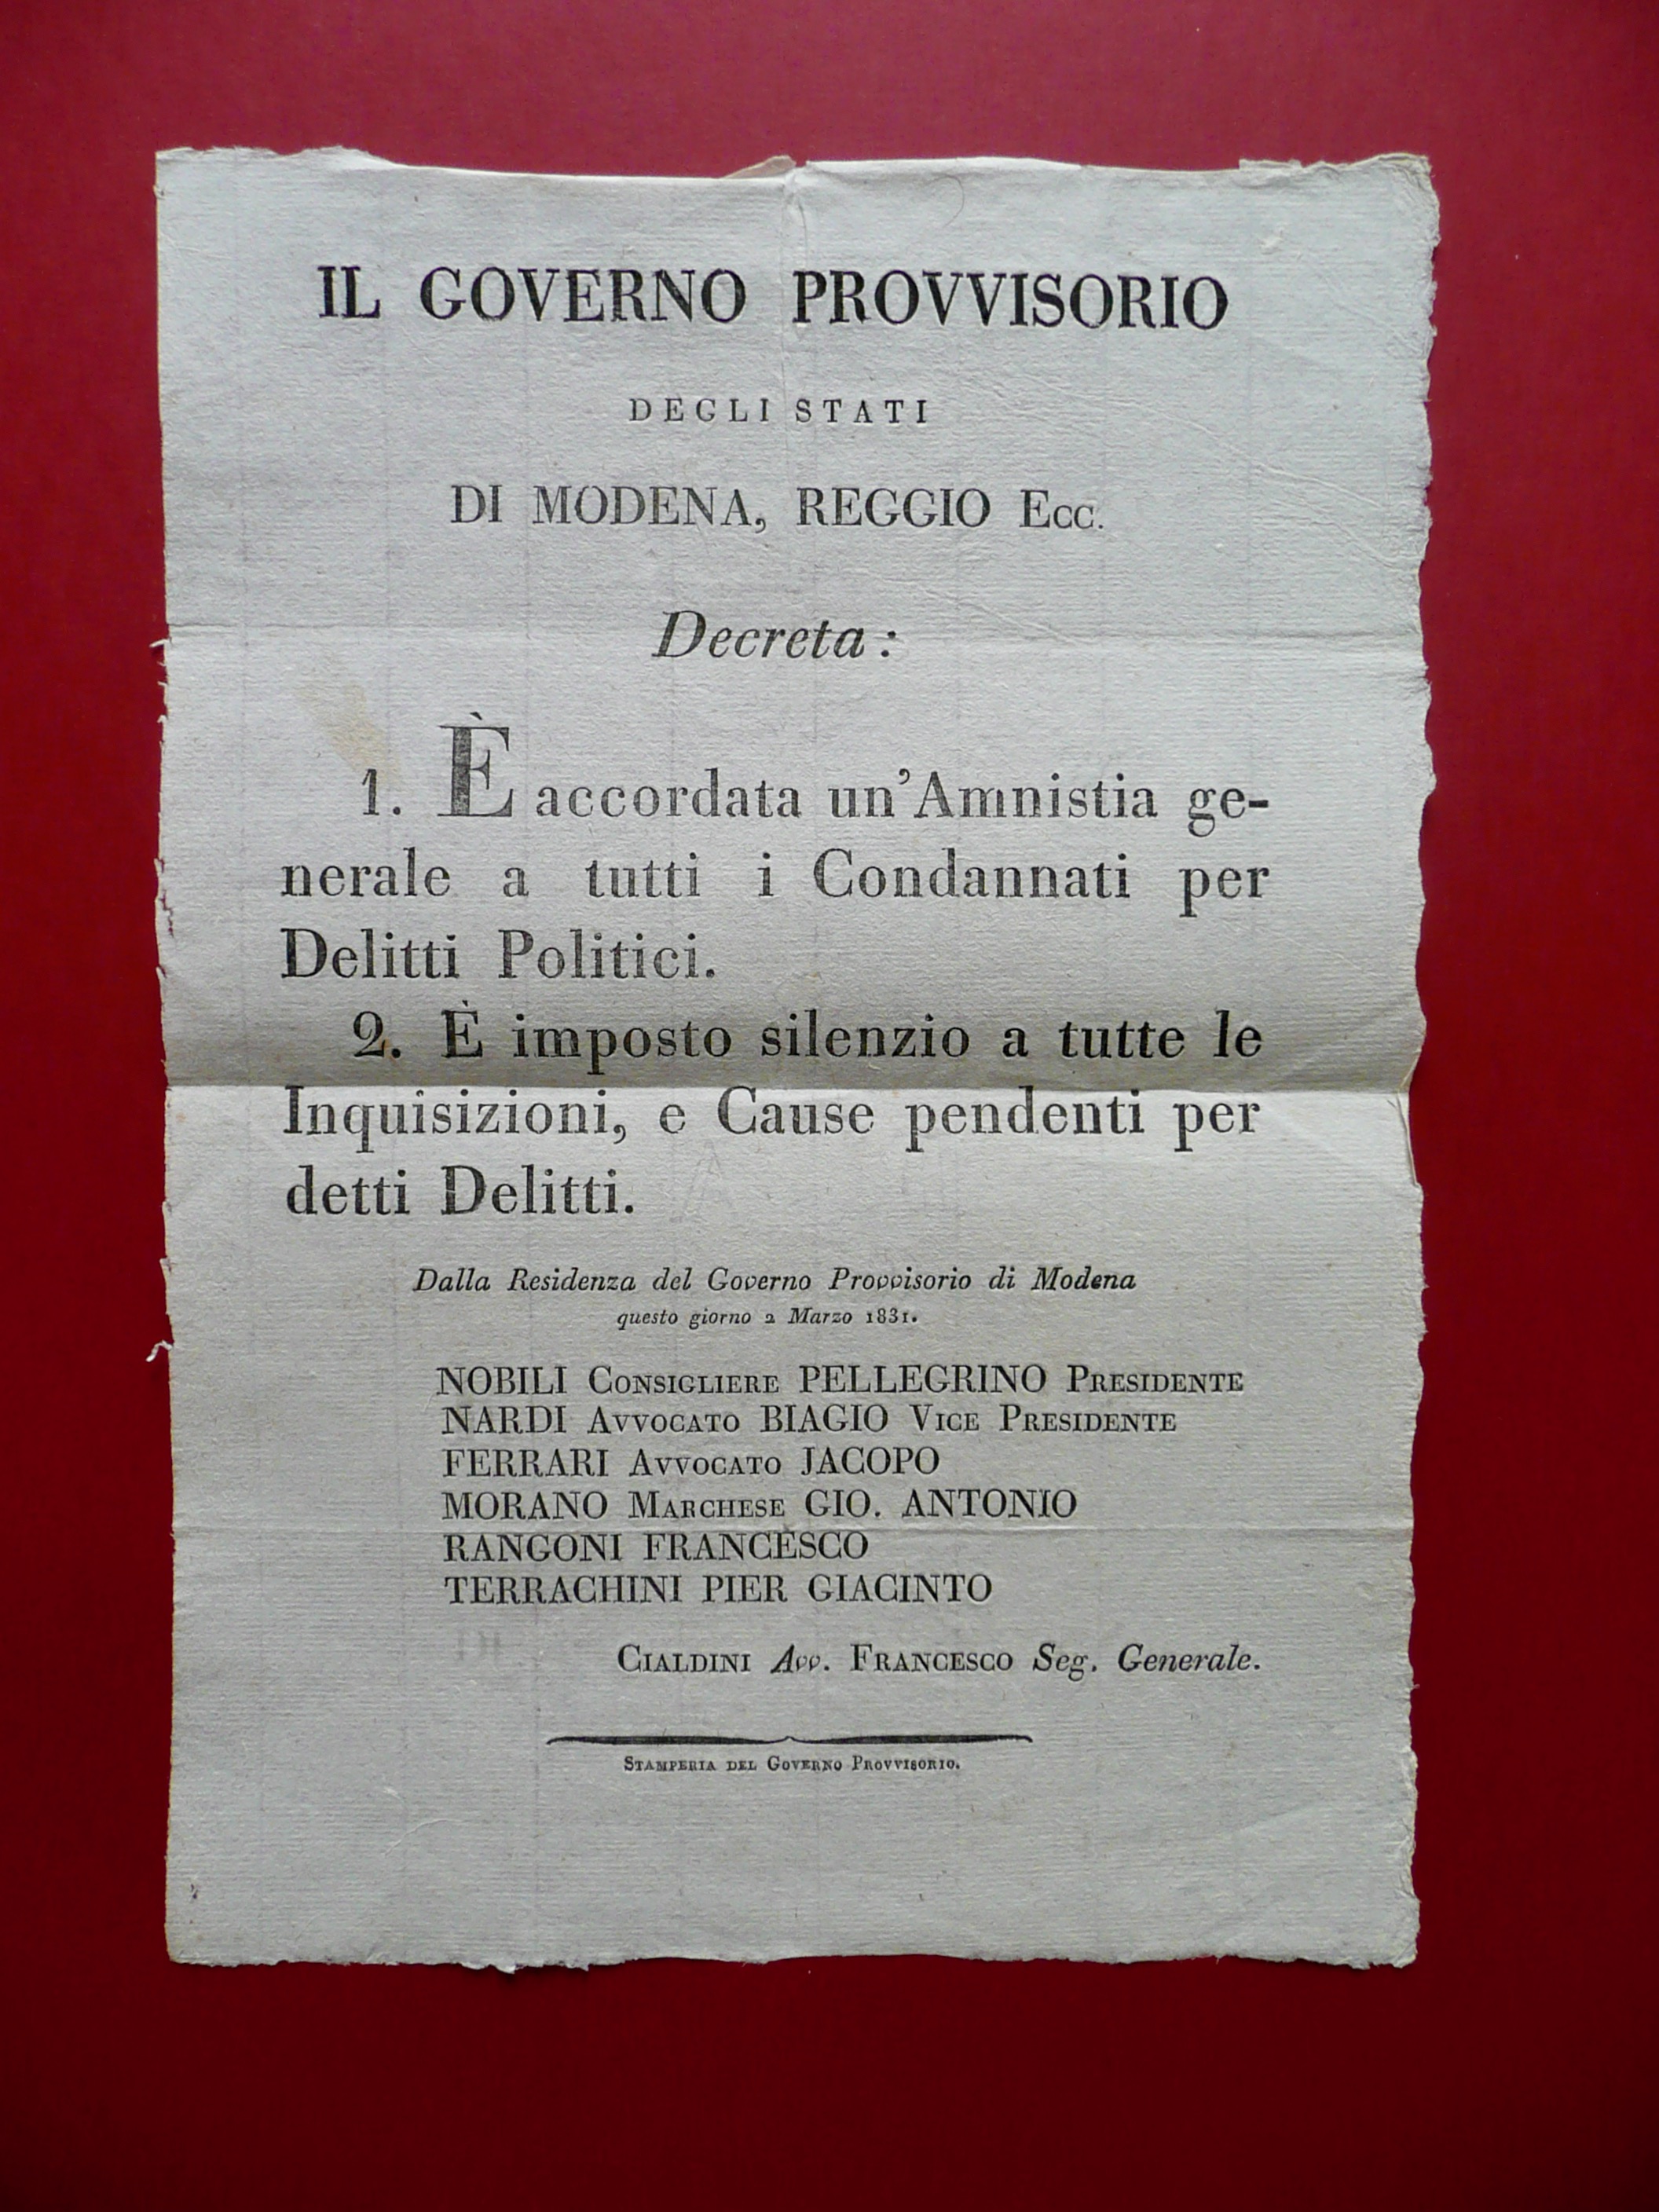 IL GOVERNO PROVVISORIO
DEGLI STATI
DI MODENA, REGGIO Ecc.
Decreta:
1. È accordata un'Amnistia ge-
nerale a tutti i Condannati per
Delitti Politici.
2. È imposto silenzio a tutte le
Inquisizioni, e Cause pendenti per
detti Delitti.
Dalla Residenza del Governo Provvisorio di Modena
questo giorno 2 Marzo 1831.
NOBILI Consigliere PELLEGRINO Presidente
NARDI Avvocato BIAGIO Vice Presidente
FERRARI Avvocato JACOPO
MORANO Marchese GIO. ANTONIO
RANGONI FRANCESCO
TERRACHINI PIER GIACINTO
Cialdini Avv. Francesco Seg. Generale.
Stamperia del Governo Provvisorio.